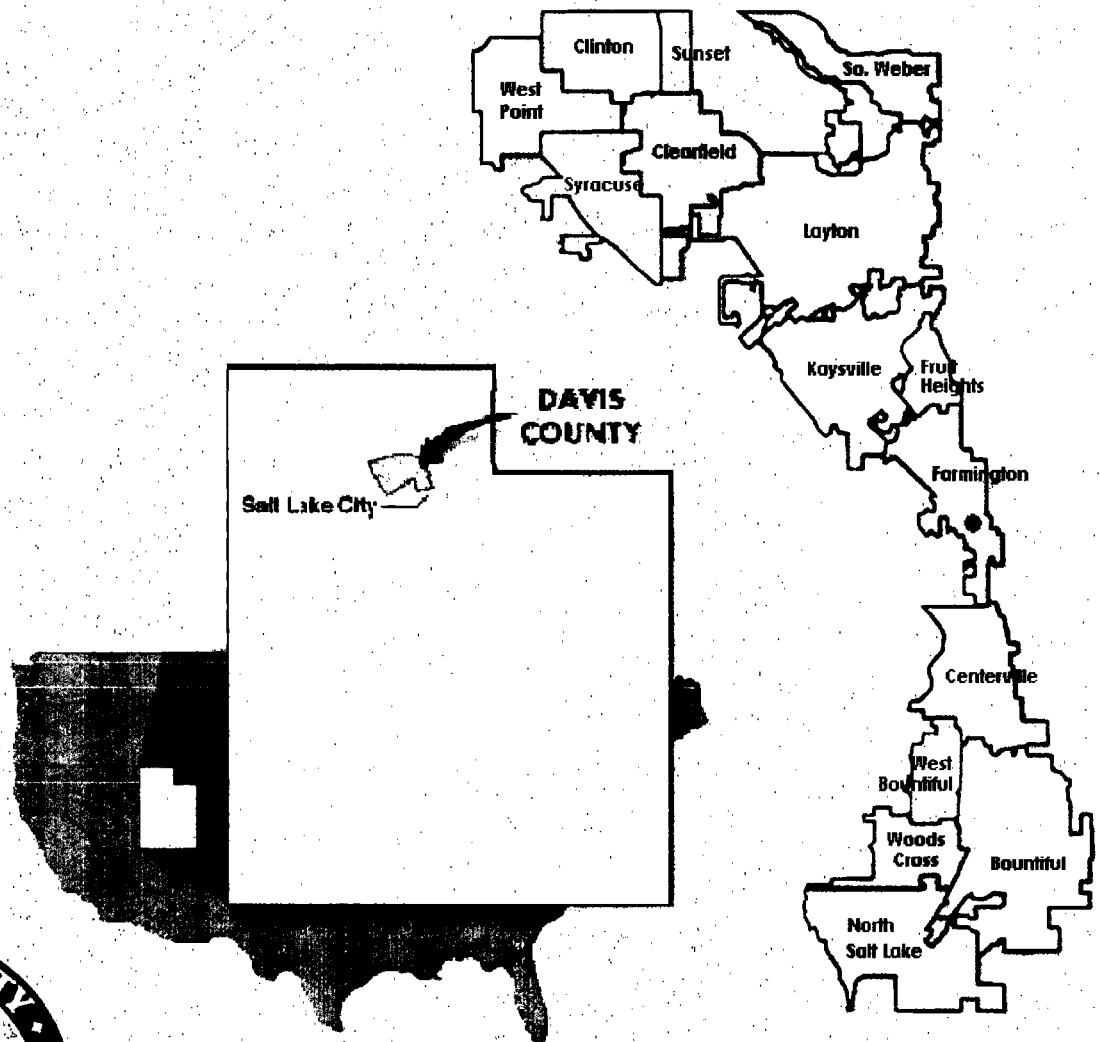 Clinton
Sunset
So. Weber
West
Point
Clearfield
Syracuse
Layton
Kaysville
Fruit
Heights
DAVIS
COUNTY
Farmington
Salt Lake City
Centerville
West
Bountiful
Woods
Cross
Bountiful
North
Salt Lake